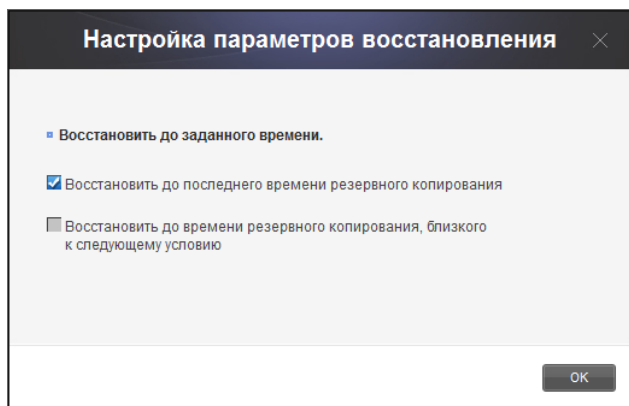 Настройка параметров восстановления
Восстановить до заданного времени.
Восстановить до последнего времени резервного копирования
Восстановить до времени резервного копирования, близкого
к следующему условию
OK